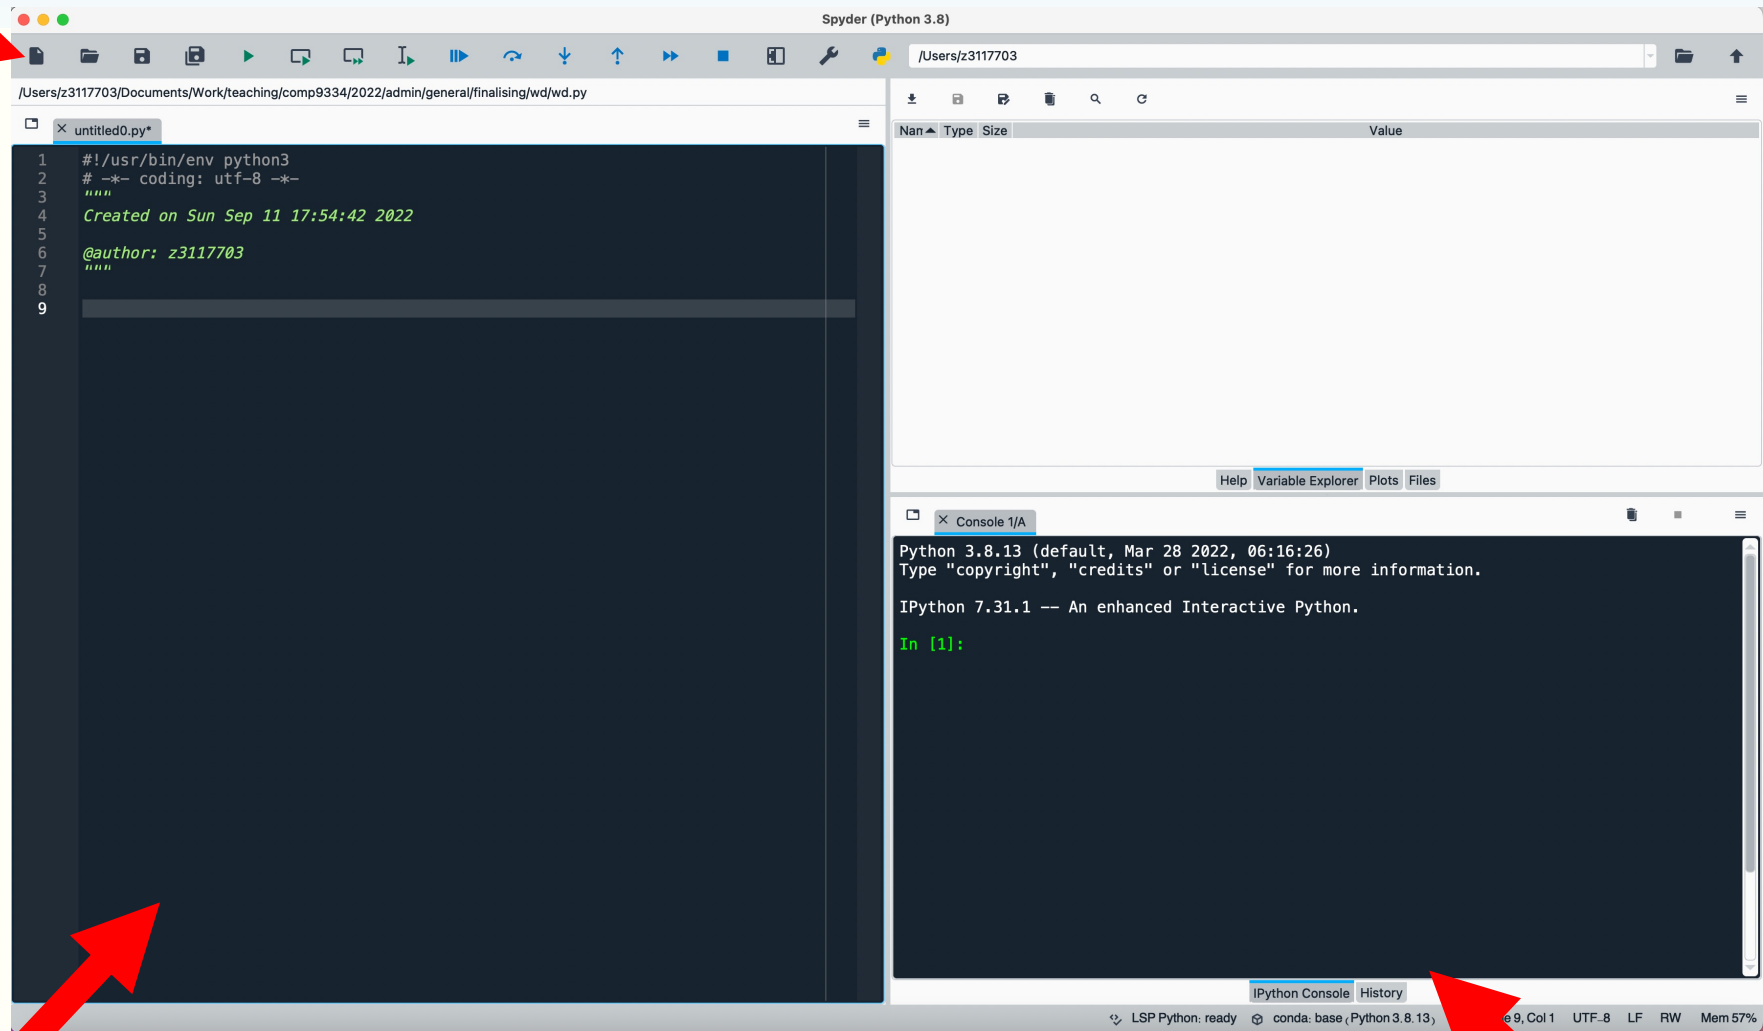 Spyder (Python 3.8)
/Users/z3117703
/Users/z3117703/Documents/Work/teaching/comp9334/2022/admin/general/finalising/wd/wd.py
untitled0.py*
1 #!/usr/bin/env python3
2 # -*- coding: utf-8 -*-
3 """
4 Created on Sun Sep 11 17:54:42 2022
5
6 @author: z3117703
7 """
8
9
Nam Type Size Value
Help Variable Explorer Plots Files
Console 1/A
Python 3.8.13 (default, Mar 28 2022, 06:16:26)
Type "copyright", "credits" or "license" for more information.
IPython 7.31.1 -- An enhanced Interactive Python.
In [1]:
IPython Console History
LSP Python: ready conda: base (Python 3.8.13) 9, Col 1 UTF-8 LF RW Mem 57%